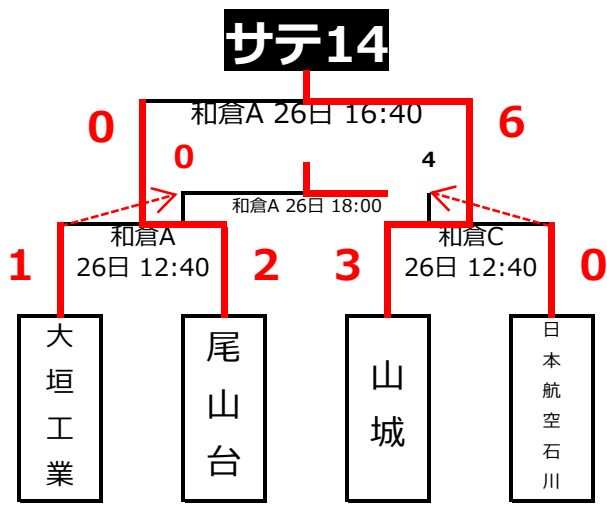 サテ14
和倉A 26日 16:40
0
6
0
4
和倉A 26日 18:00
和倉A
26日 12:40
和倉C
26日 12:40
1
2
3
0
大垣工業
尾山台
山城
日本航空石川